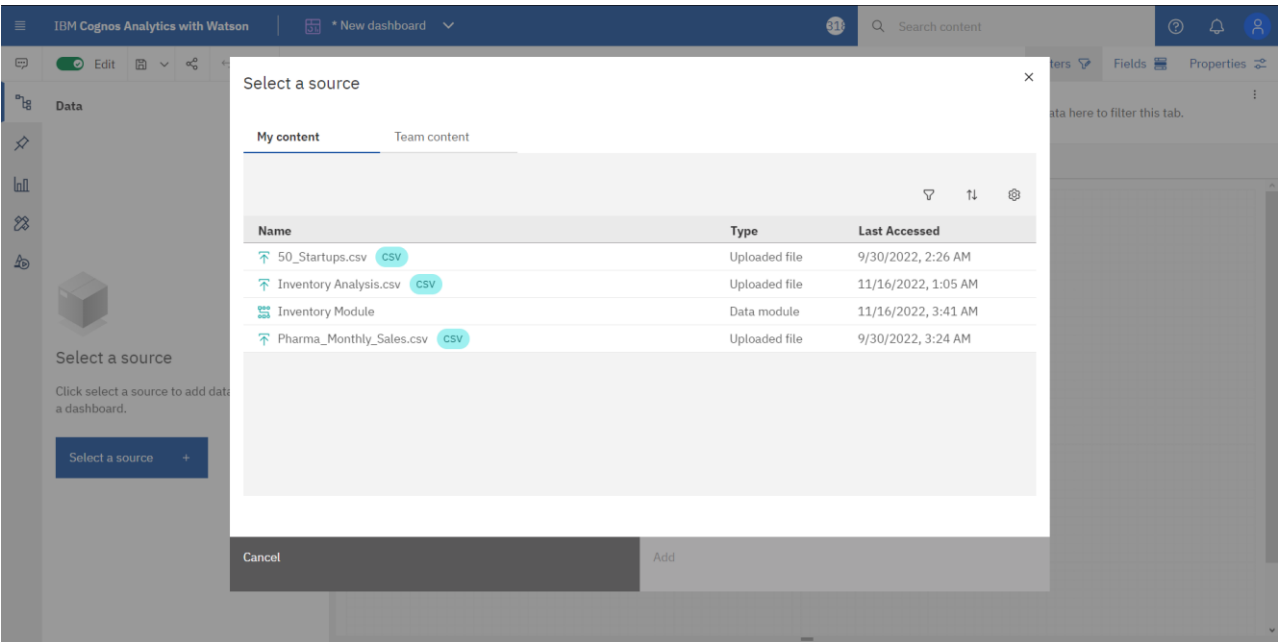 IBM Cognos Analytics with Watson
* New dashboard
Search content
Edit
ters
Fields
Properties
Data
Select a source
ata here to filter this tab.
My content
Team content
Name Type Last Accessed
50_Startups.csv CSV Uploaded file 9/30/2022, 2:26 AM
Inventory Analysis.csv CSV Uploaded file 11/16/2022, 1:05 AM
Inventory Module Data module 11/16/2022, 3:41 AM
Pharma_Monthly_Sales.csv CSV Uploaded file 9/30/2022, 3:24 AM
Select a source
Click select a source to add data
a dashboard.
Select a source +
Cancel
Add